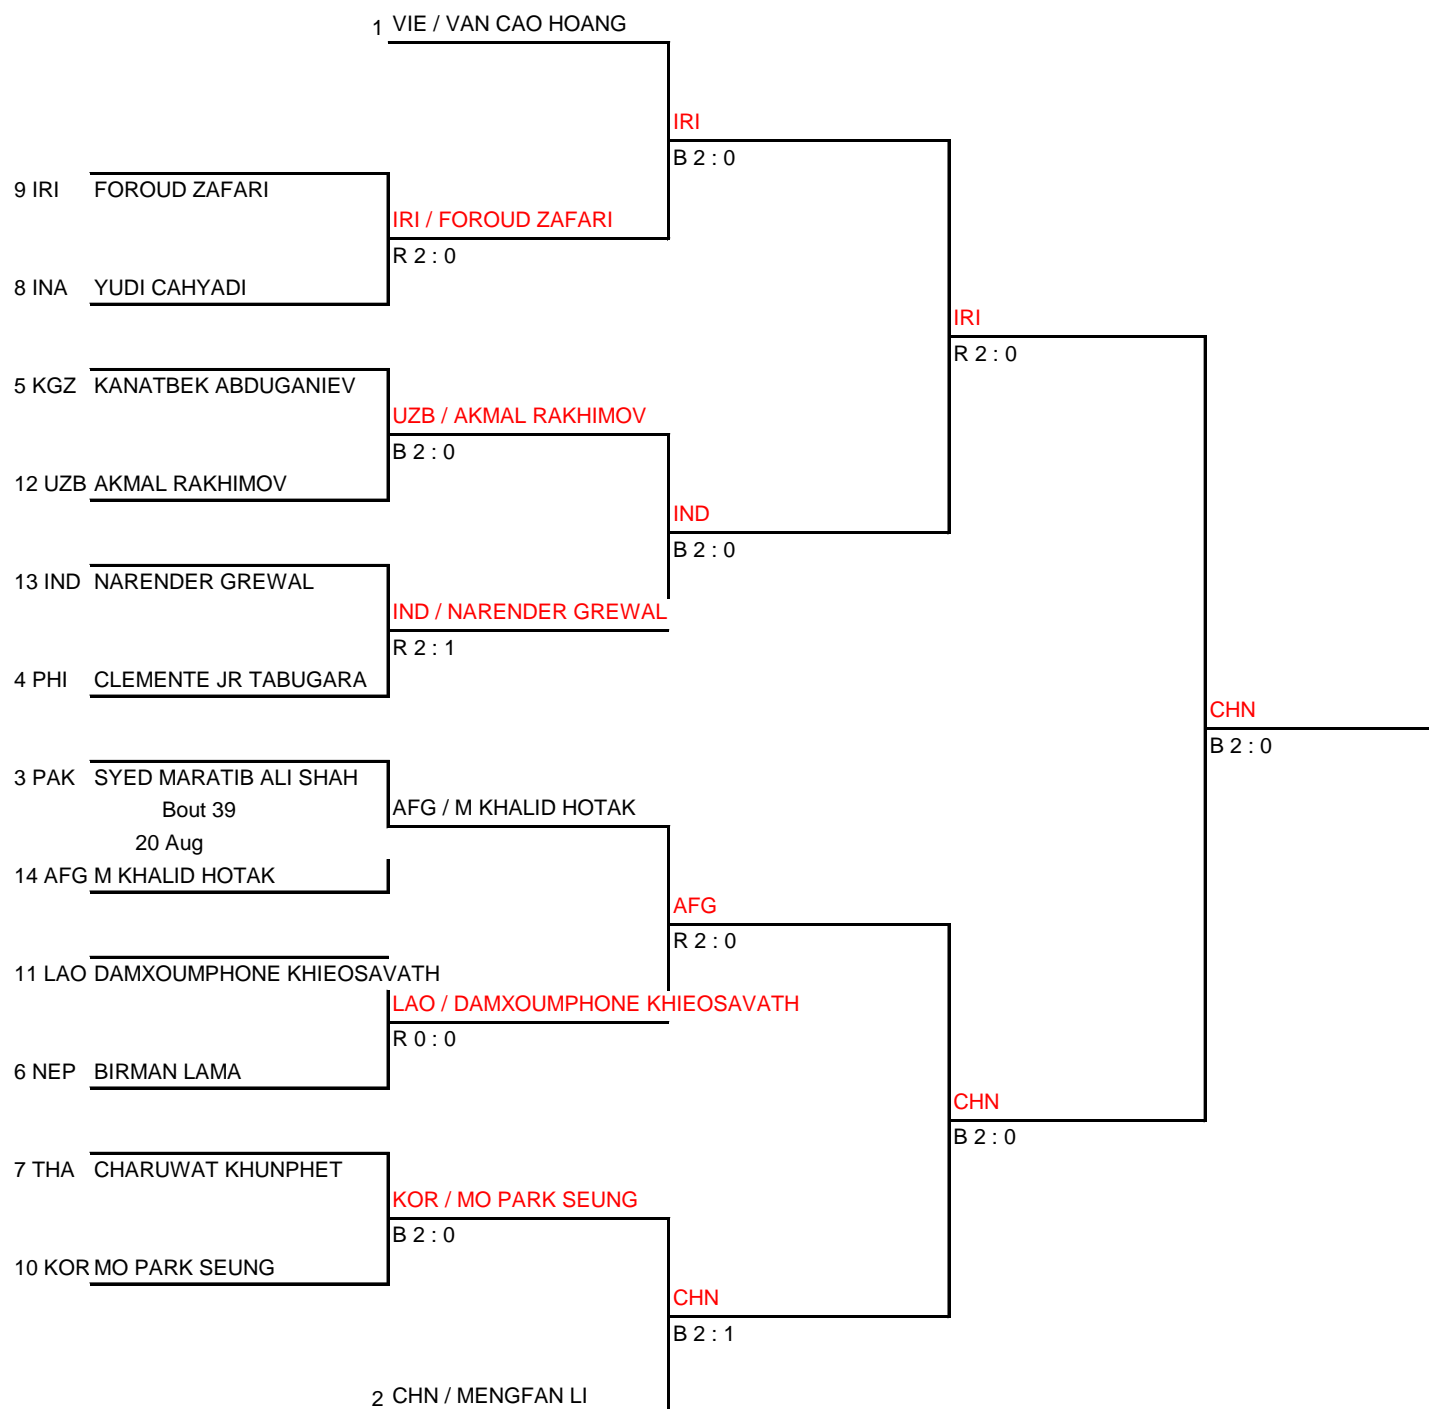 1 VIE / VAN CAO HOANG
IRI
B 2 : 0
9 IRI FOROUD ZAFARI
IRI / FOROUD ZAFARI
R 2 : 0
8 INA YUDI CAHYADI
IRI
R 2 : 0
5 KGZ KANATBEK ABDUGANIEV
UZB / AKMAL RAKHIMOV
B 2 : 0
12 UZB AKMAL RAKHIMOV
IND
B 2 : 0
13 IND NARENDER GREWAL
IND / NARENDER GREWAL
R 2 : 1
4 PHI CLEMENTE JR TABUGARA
CHN
B 2 : 0
3 PAK SYED MARATIB ALI SHAH
Bout 39
AFG / M KHALID HOTAK
20 Aug
14 AFG M KHALID HOTAK
AFG
R 2 : 0
11 LAO DAMXOUMPHONE KHIEOSAVATH
LAO / DAMXOUMPHONE KHIEOSAVATH
R 0 : 0
6 NEP BIRMAN LAMA
CHN
B 2 : 0
7 THA CHARUWAT KHUNPHET
KOR / MO PARK SEUNG
B 2 : 0
10 KOR MO PARK SEUNG
CHN
B 2 : 1
2 CHN / MENGFAN LI